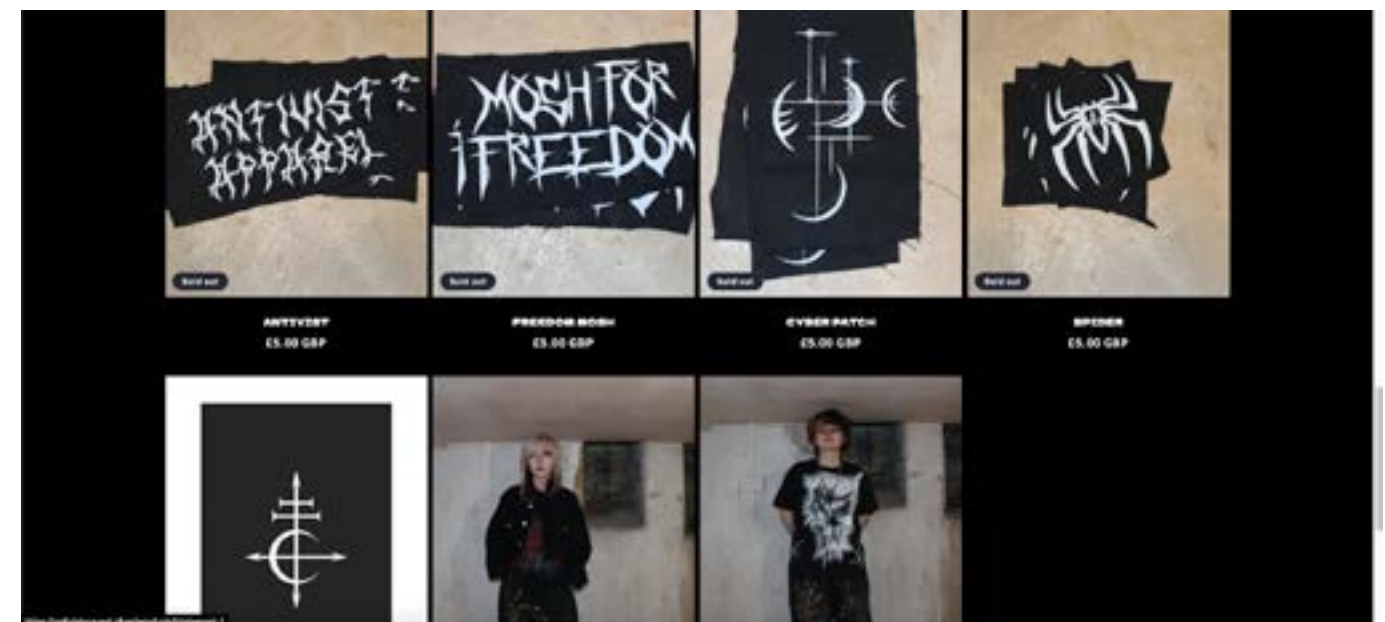 ANTIVIST
APPAREL
MOSH FOR
FREEDOM
Sold out
Sold out
Sold out
Sold out
ANTIVIST
FREEDOM MOSH
CYBER PATCH
SPIDER
£5.00 GBP
£5.00 GBP
£5.00 GBP
£5.00 GBP